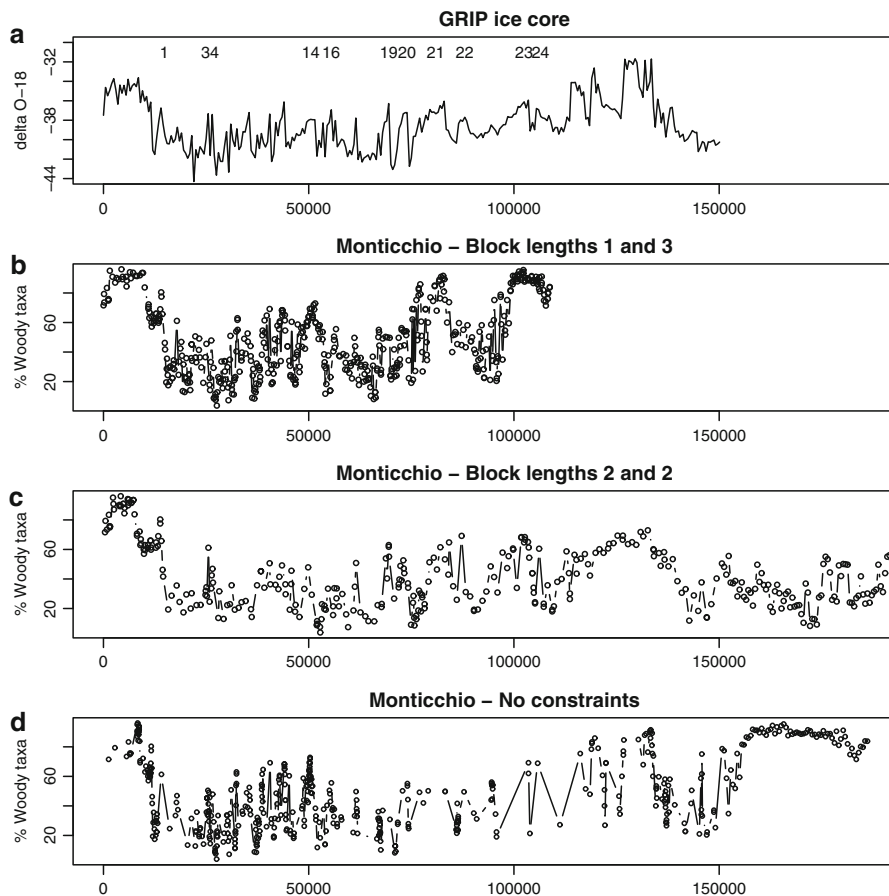 GRIP ice core
a
1 34 14 16 1920 21 22 2324
delta O−18
−32
−38
−44
0 50000 100000 150000
Monticchio − Block lengths 1 and 3
b
% Woody taxa
60
20
0 50000 100000 150000
Monticchio − Block lengths 2 and 2
c
% Woody taxa
60
20
0 50000 100000 150000
Monticchio − No constraints
d
% Woody taxa
60
20
0 50000 100000 150000